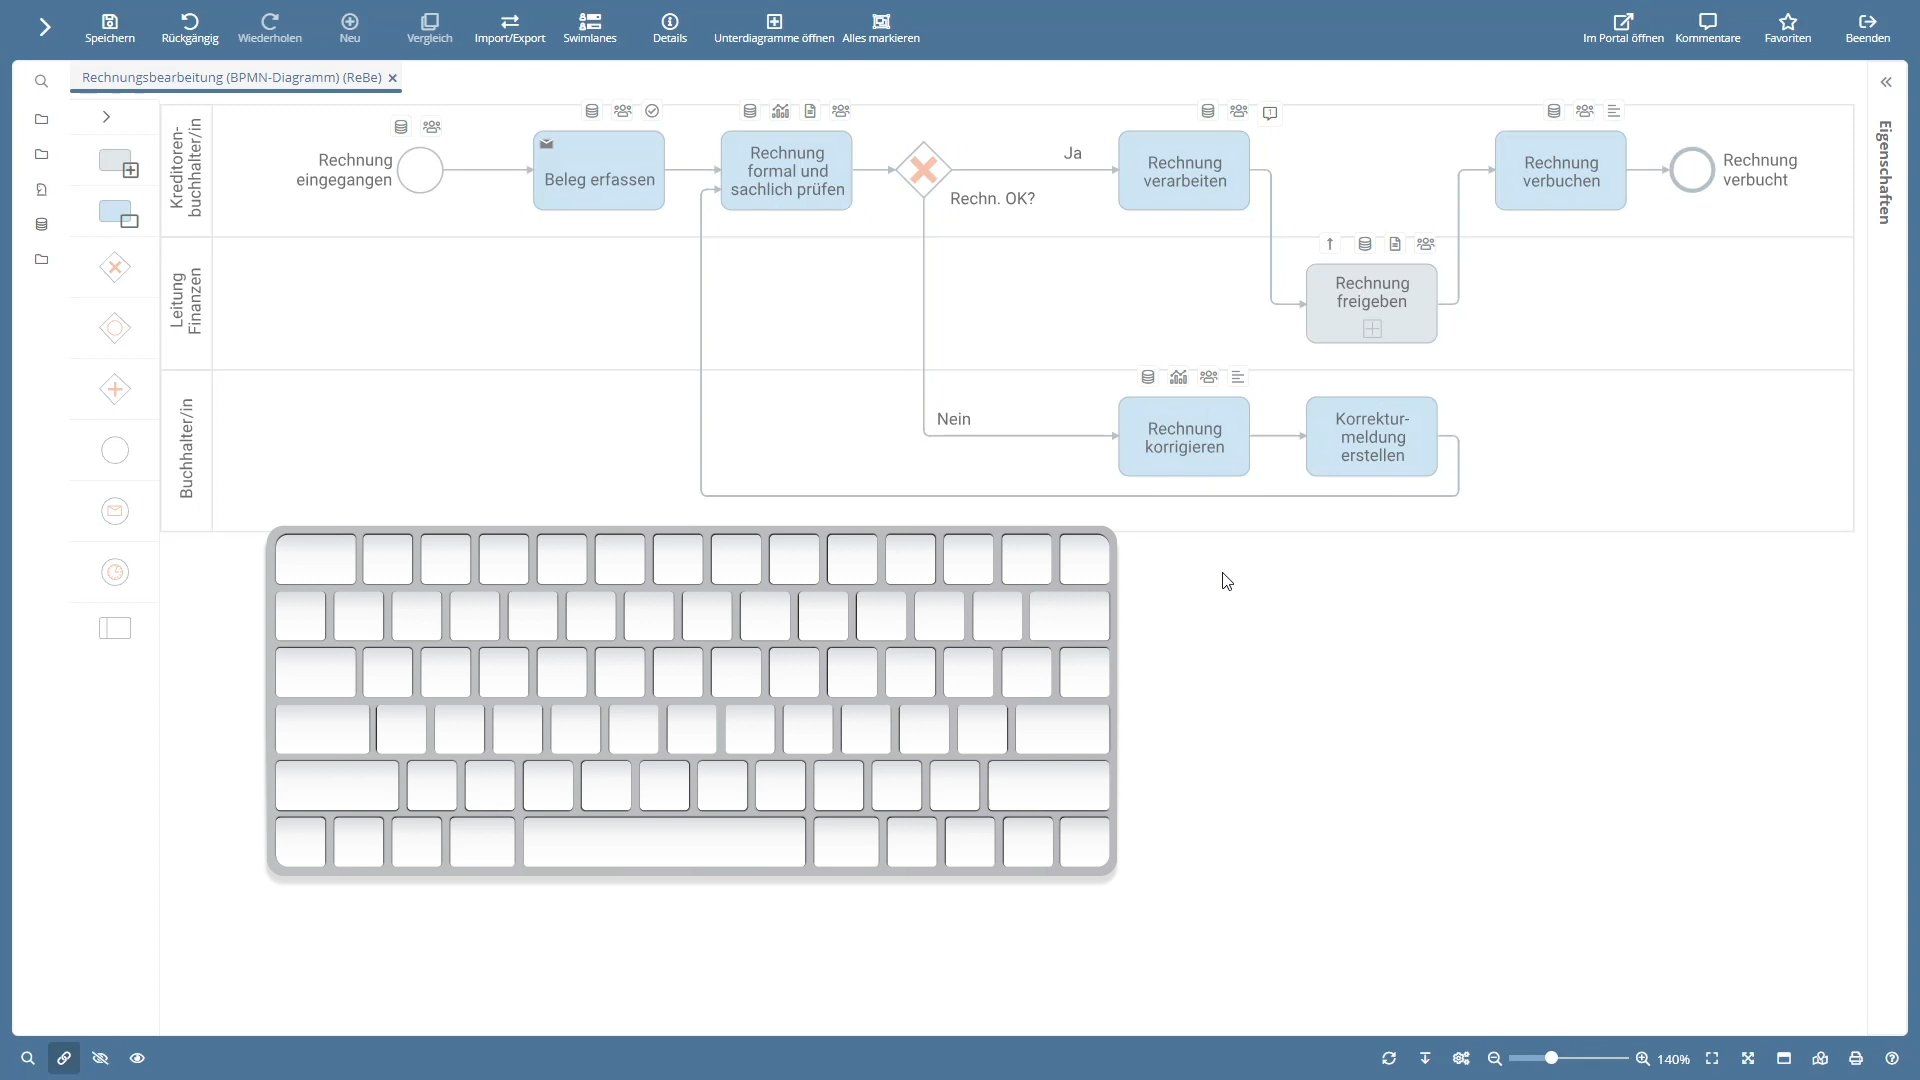 Speichern
Rückgängig
Wiederholen
Neu
Vergleich
Import/Export
Swimlanes
Details
Unterdiagramme öffnen
Alles markieren
Im Portal öffnen
Kommentare
Favoriten
Beenden
Rechnungsbearbeitung (BPMN-Diagramm) (ReBe)
Eigenschaften
Kreditoren-
buchhalter/in
Rechnung
eingegangen
Beleg erfassen
Rechnung
formal und
sachlich prüfen
Ja
Rechn. OK?
Rechnung
verarbeiten
Rechnung
verbuchen
Rechnung
verbucht
Leitung
Finanzen
Rechnung
freigeben
Buchhalter/in
Nein
Rechnung
korrigieren
Korrektur-
meldung
erstellen
140%